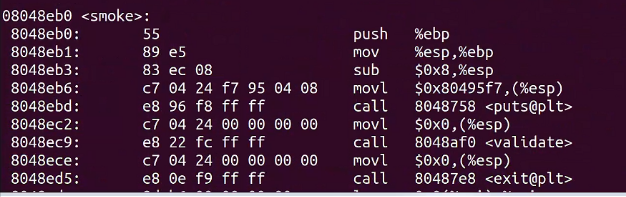 08048eb0 <smoke>:
8048eb0: 55 push %ebp
8048eb1: 89 e5 mov %esp,%ebp
8048eb3: 83 ec 08 sub $0x8,%esp
8048eb6: c7 04 24 f7 95 04 08 movl $0x80495f7,(%esp)
8048ebd: e8 96 f8 ff ff call 8048758 <puts@plt>
8048ec2: c7 04 24 00 00 00 00 movl $0x0,(%esp)
8048ec9: e8 22 fc ff ff call 8048af0 <validate>
8048ece: c7 04 24 00 00 00 00 movl $0x0,(%esp)
8048ed5: e8 0e f9 ff ff call 80487e8 <exit@plt>